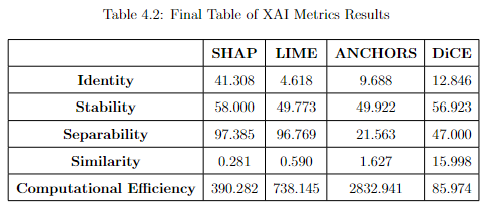 Table 4.2: Final Table of XAI Metrics Results
SHAP LIME ANCHORS DiCE
Identity 41.308 4.618 9.688 12.846
Stability 58.000 49.773 49.922 56.923
Separability 97.385 96.769 21.563 47.000
Similarity 0.281 0.590 1.627 15.998
Computational Efficiency 390.282 738.145 2832.941 85.974